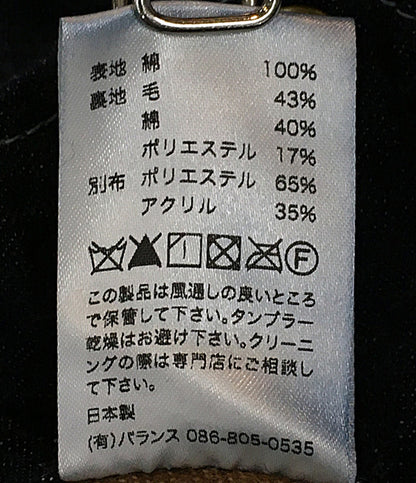 表地 綿 100%
裏地 毛 43%
綿 40%
ポリエステル 17%
別布 ポリエステル 65%
アクリル 35%
F
この製品は風通しの良いところ
で保管して下さい。タンブラー
乾燥はお避け下さい。クリーニ
ングの際は専門店にご相談し
て下さい。
日本製
(有)バランス 086-805-0535